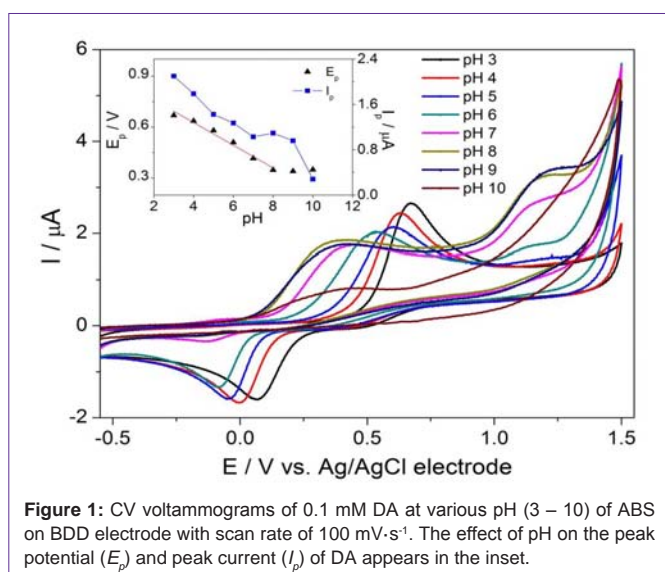 6
4
2
0
-2
I / μA
-0.5
0.0
0.5
1.0
1.5
E / V vs. Ag/AgCl electrode
0.9
0.6
0.3
E_p / V
2
4
6
8
10
12
pH
2.4
1.8
1.2
0.6
0.0
I_p / μA
E_p
I_p
pH 3
pH 4
pH 5
pH 6
pH 7
pH 8
pH 9
pH 10
Figure 1: CV voltammograms of 0.1 mM DA at various pH (3 – 10) of ABS
on BDD electrode with scan rate of 100 mV·s⁻¹. The effect of pH on the peak
potential (E_p) and peak current (I_p) of DA appears in the inset.